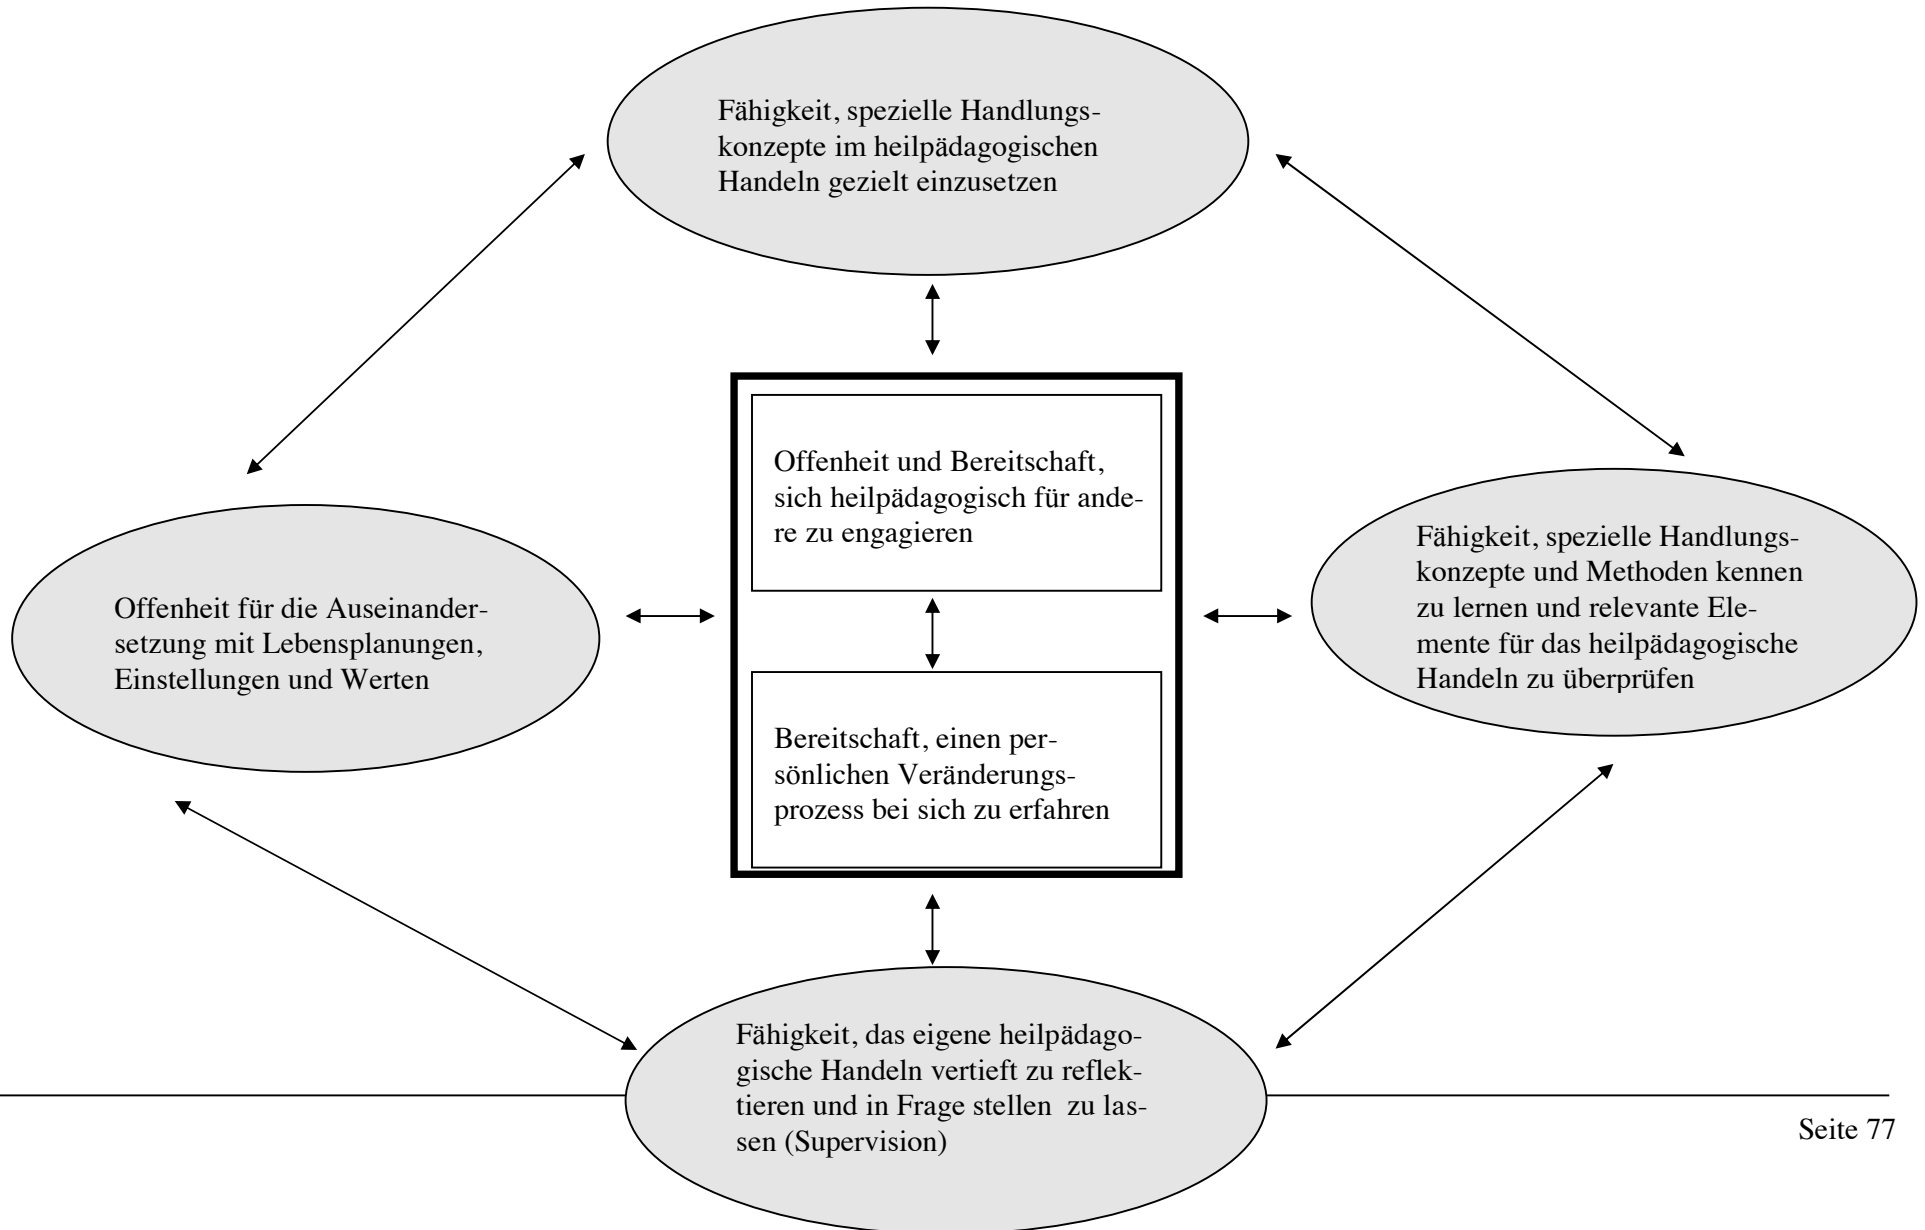 Fähigkeit, spezielle Handlungs-
konzepte im heilpädagogischen
Handeln gezielt einzusetzen
Offenheit und Bereitschaft,
sich heilpädagogisch für ande-
re zu engagieren
Offenheit für die Auseinander-
setzung mit Lebensplanungen,
Einstellungen und Werten
Fähigkeit, spezielle Handlungs-
konzepte und Methoden kennen
zu lernen und relevante Ele-
mente für das heilpädagogische
Handeln zu überprüfen
Bereitschaft, einen per-
sönlichen Veränderungs-
prozess bei sich zu erfahren
Fähigkeit, das eigene heilpädago-
gische Handeln vertieft zu reflek-
tieren und in Frage stellen  zu las-
sen (Supervision)
Seite 77